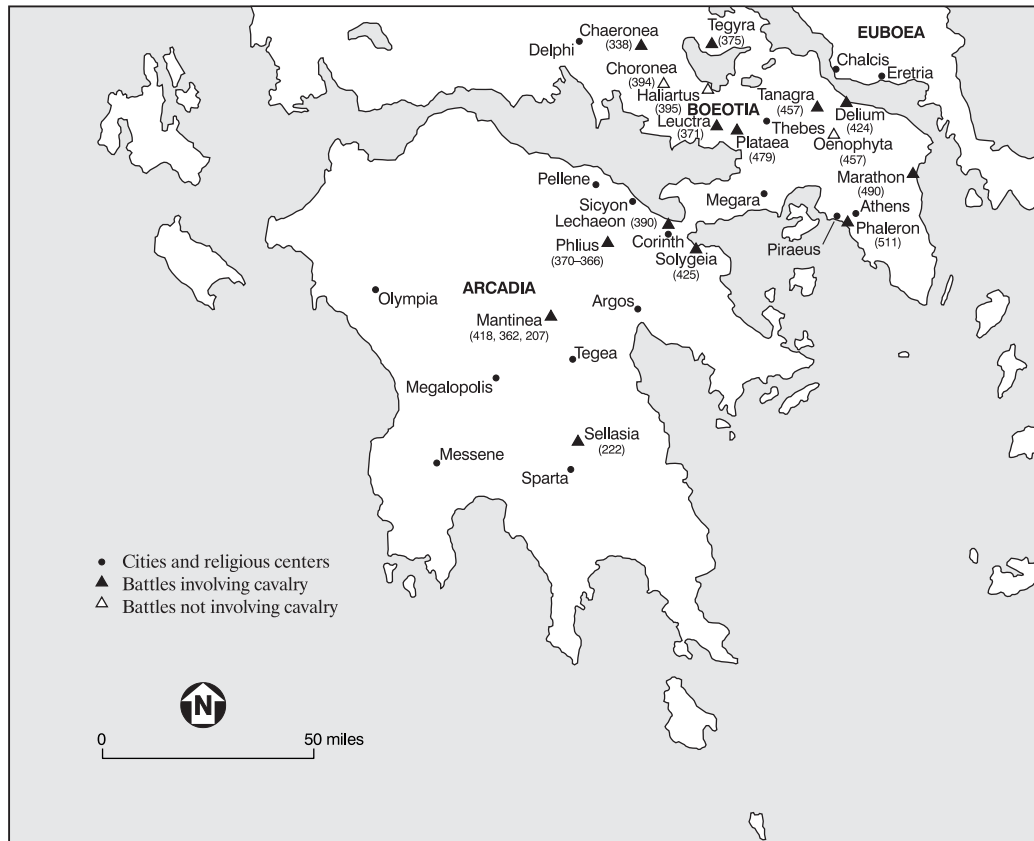 Tegyra
(375)
Chaeronea
(338)
Delphi
EUBOEA
Chalcis
Eretria
Choronea
(394)
Haliartus
(395)
BOEOTIA
Tanagra
(457)
Delium
(424)
Leuctra
(371)
Plataea
(479)
Thebes
Oenophyta
(457)
Marathon
(490)
Pellene
Megara
Sicyon
Lechaeon (390)
Athens
Phlius
(370–366)
Corinth
Phaleron
(511)
Piraeus
Solygeia
(425)
Olympia
ARCADIA
Argos
Mantinea
(418, 362, 207)
Tegea
Megalopolis
Sellasia
(222)
Messene
Sparta
Cities and religious centers
Battles involving cavalry
Battles not involving cavalry
N
0 50 miles